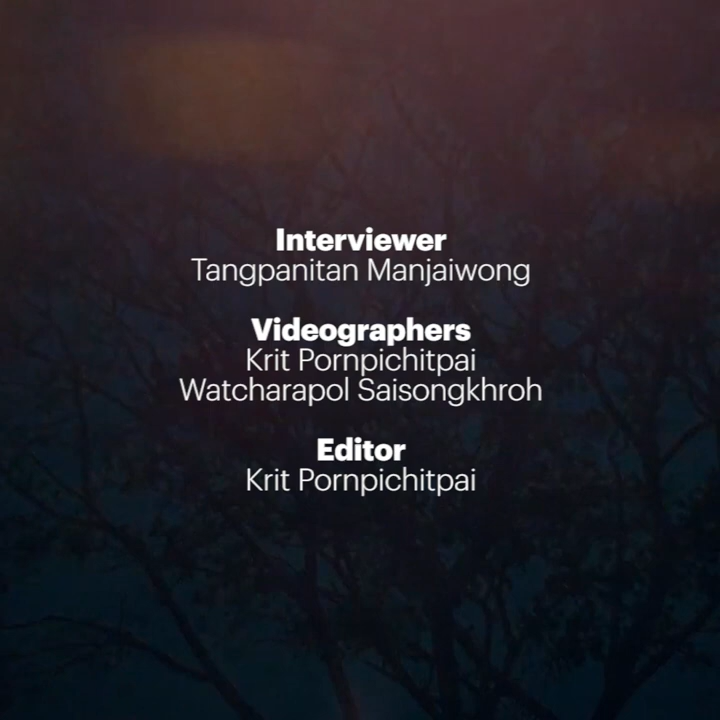 Interviewer
Tangpanitan Manjaiwong
Videographers
Krit Pornpichitpai
Watcharapol Saisongkhroh
Editor
Krit Pornpichitpai